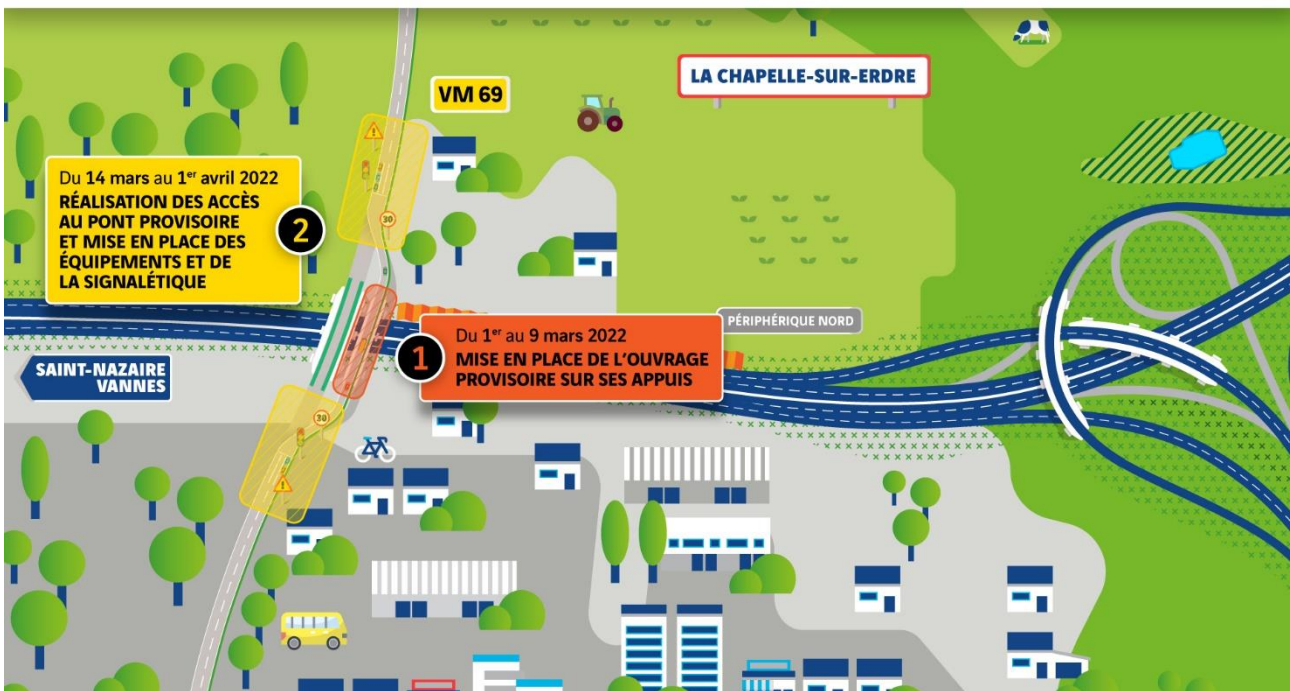 VM 69
LA CHAPELLE-SUR-ERDRE
Du 14 mars au 1er avril 2022
RÉALISATION DES ACCÈS
AU PONT PROVISOIRE
ET MISE EN PLACE DES
ÉQUIPEMENTS ET DE
LA SIGNALÉTIQUE
2
30
PÉRIPHÉRIQUE NORD
1
Du 1er au 9 mars 2022
MISE EN PLACE DE L'OUVRAGE
PROVISOIRE SUR SES APPUIS
SAINT-NAZAIRE
VANNES
30